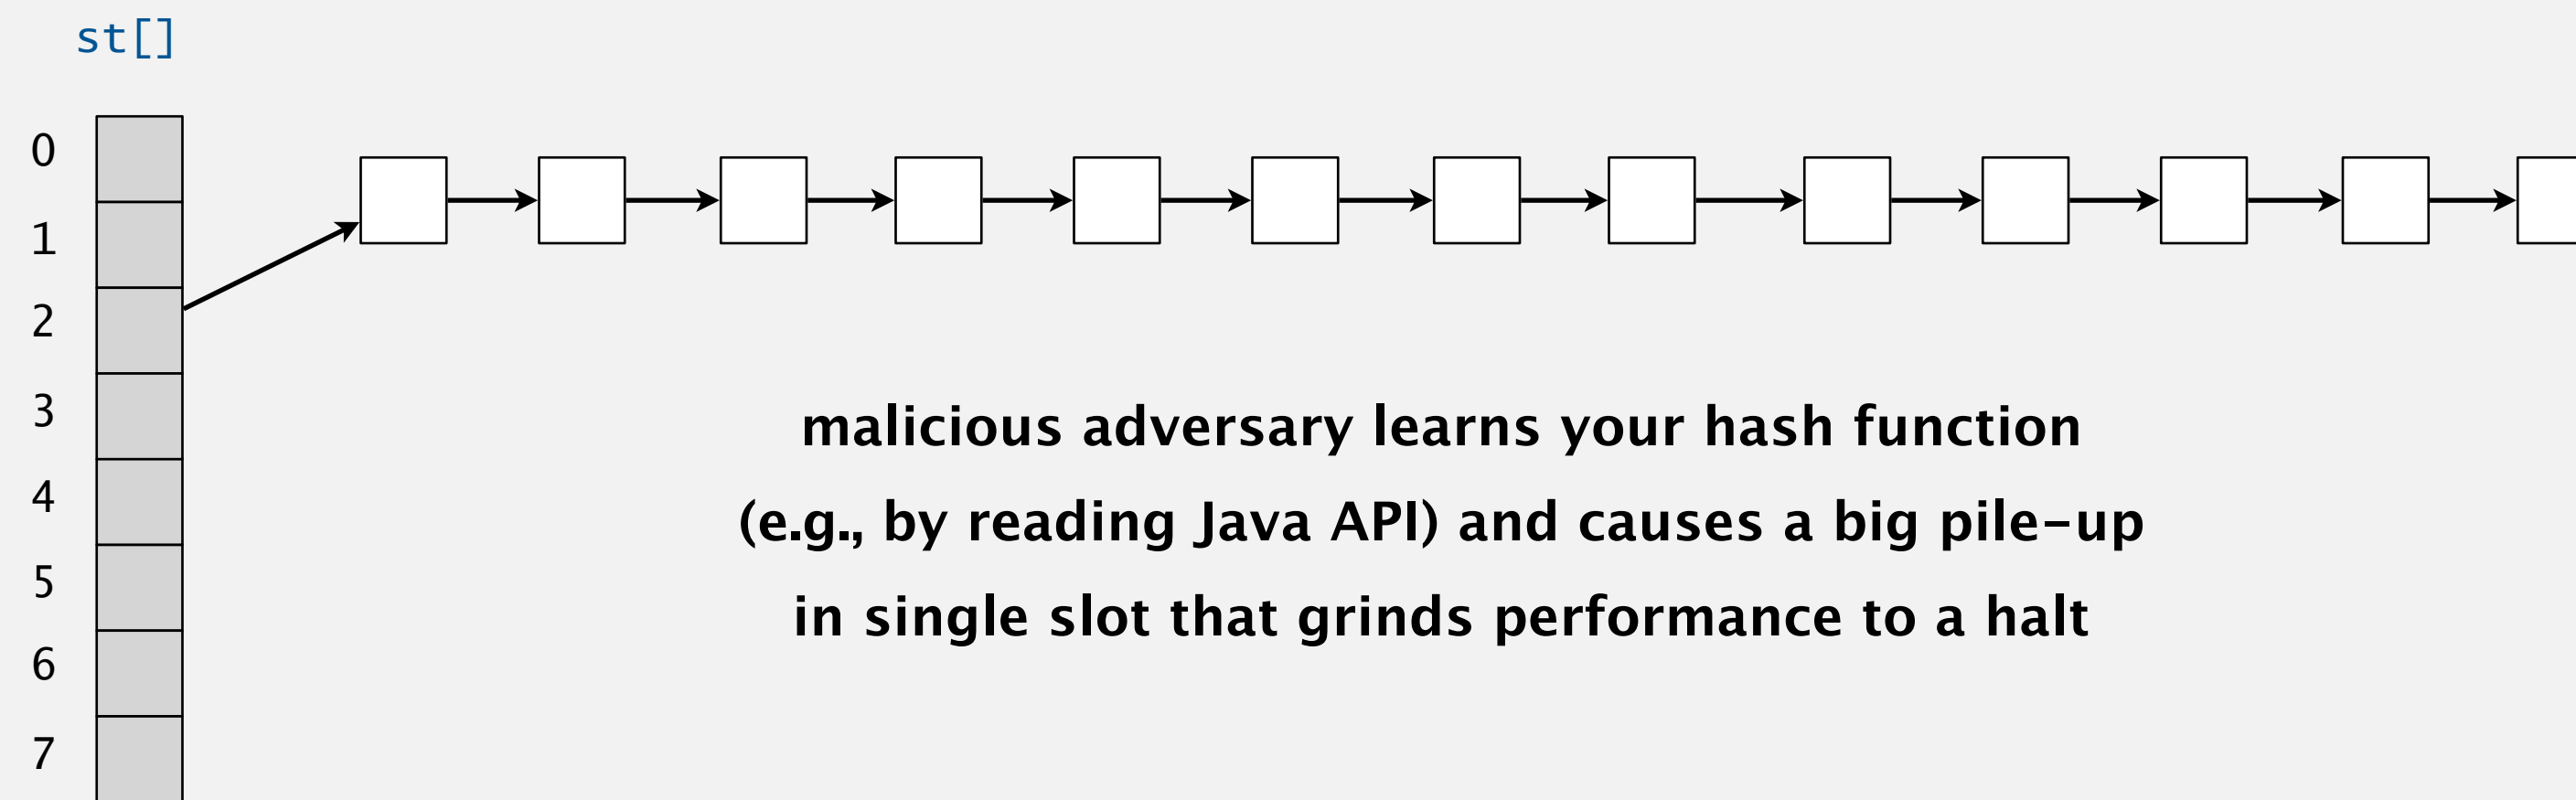 st[]
0
1
2
3
4
5
6
7
malicious adversary learns your hash function
(e.g., by reading Java API) and causes a big pile-up
in single slot that grinds performance to a halt